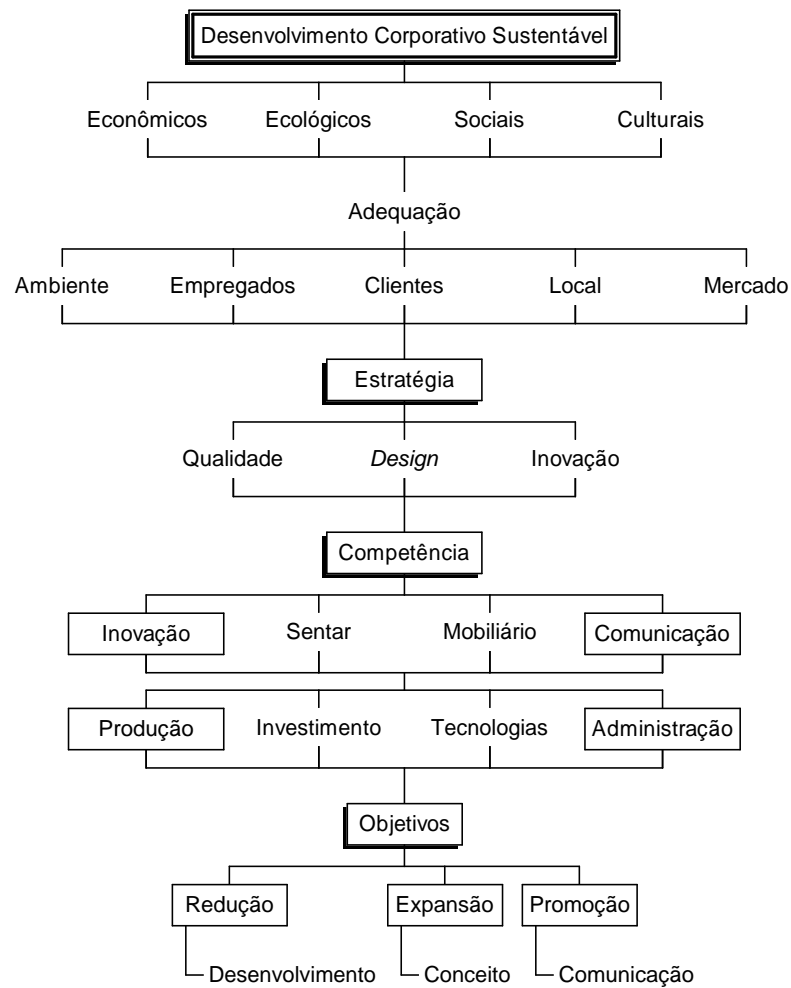 Desenvolvimento Corporativo Sustentável
Econômicos Ecológicos Sociais Culturais
Adequação
Ambiente Empregados Clientes Local Mercado
Estratégia
Qualidade Design Inovação
Competência
Inovação Sentar Mobiliário Comunicação
Produção Investimento Tecnologias Administração
Objetivos
Redução Expansão Promoção
Desenvolvimento Conceito Comunicação